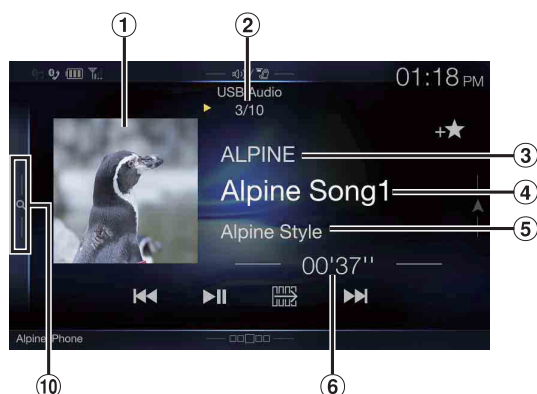 1
2
01:18 PM
USB Audio
3/10
+★
ALPINE
3
Alpine Song1
4
Alpine Style
5
00'37''
Alpine Phone
10
6